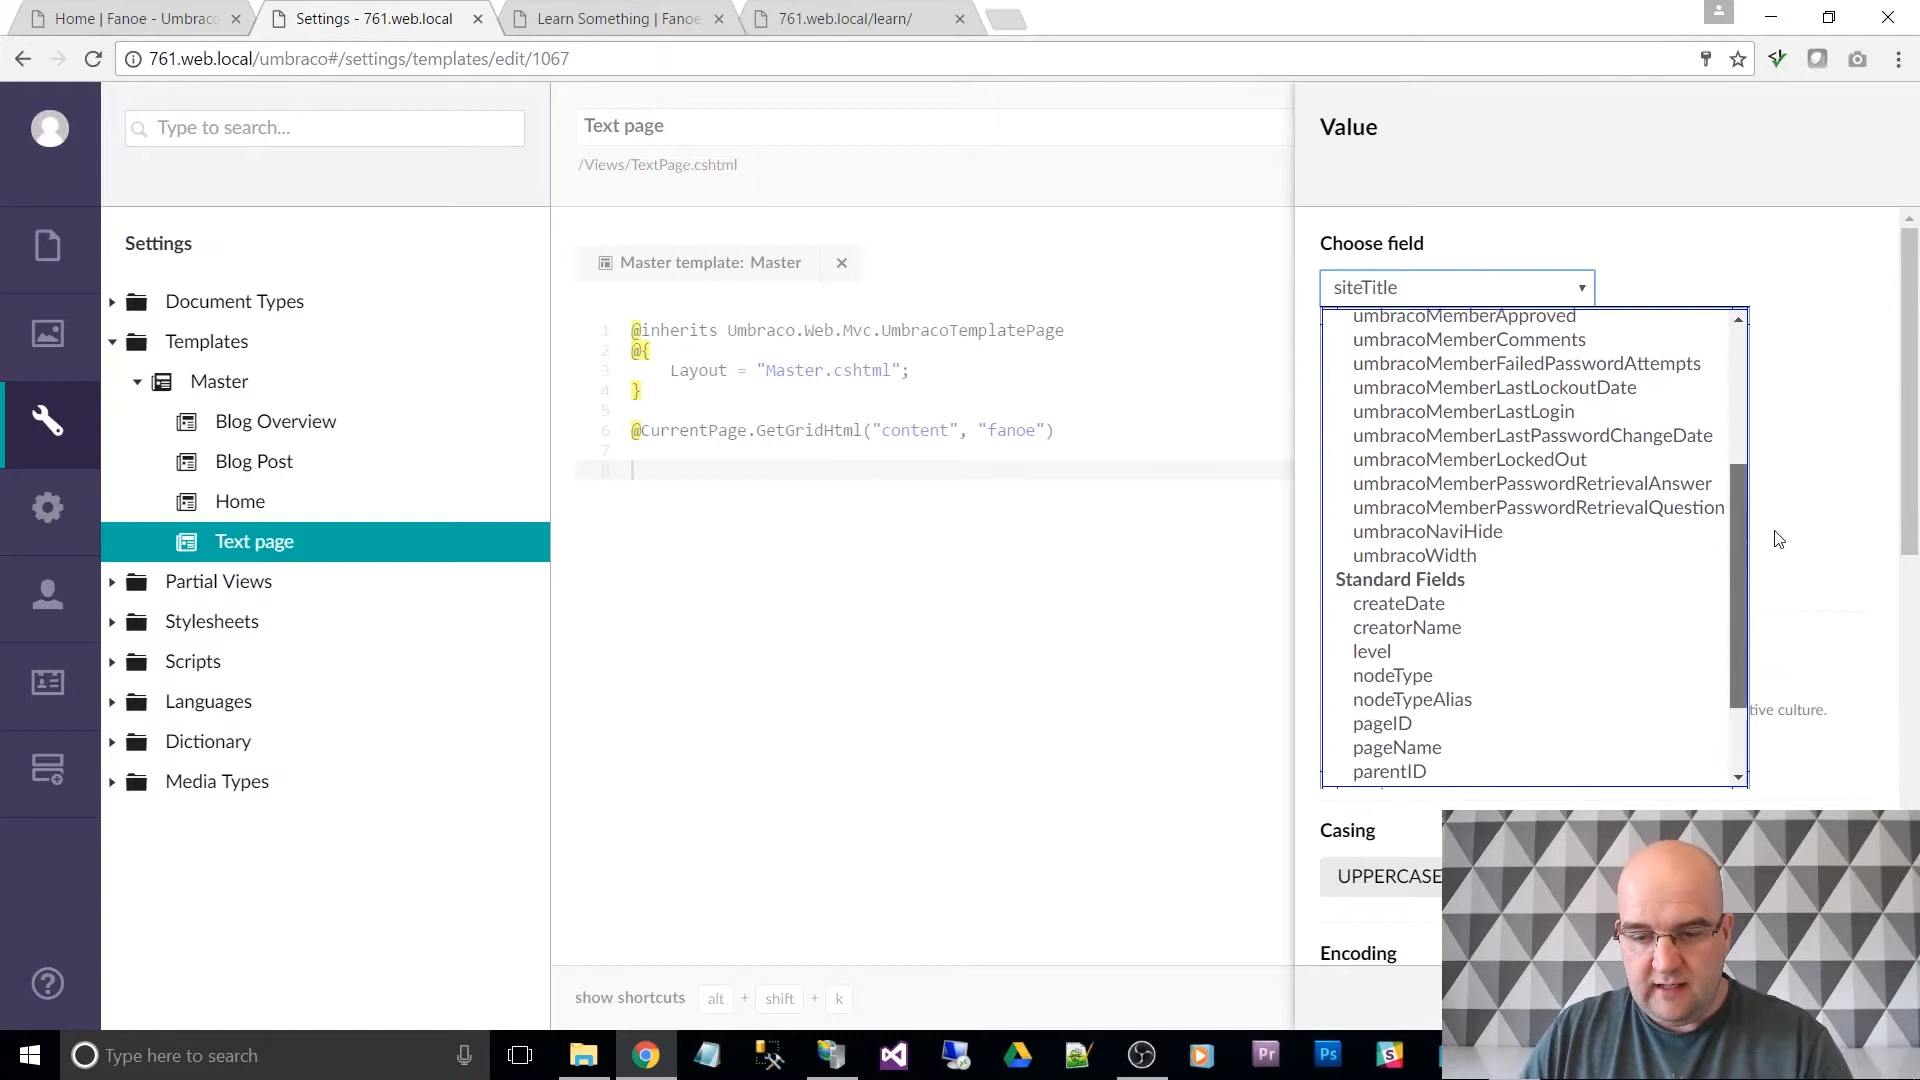 Home | Fanoe - Umbraco
Settings - 761.web.local
Learn Something | Fanoe
761.web.local/learn/
761.web.local/umbraco#/settings/templates/edit/1067
Type to search...
Settings
Document Types
Templates
Master
Blog Overview
Blog Post
Home
Text page
Partial Views
Stylesheets
Scripts
Languages
Dictionary
Media Types
Text page
/Views/TextPage.cshtml
Master template: Master
1 @inherits Umbraco.Web.Mvc.UmbracoTemplatePage
2 @{
3 Layout = "Master.cshtml";
4 }
5
6 @CurrentPage.GetGridHtml("content", "fanoe")
7
8
show shortcuts alt + shift + k
Value
Choose field
siteTitle
umbracoMemberApproved
umbracoMemberComments
umbracoMemberFailedPasswordAttempts
umbracoMemberLastLockoutDate
umbracoMemberLastLogin
umbracoMemberLastPasswordChangeDate
umbracoMemberLockedOut
umbracoMemberPasswordRetrievalAnswer
umbracoMemberPasswordRetrievalQuestion
umbracoNaviHide
umbracoWidth
Standard Fields
createDate
creatorName
level
nodeType
nodeTypeAlias
pageID
pageName
parentID
tive culture.
Casing
UPPERCASE
Encoding
Type here to search
Pr
Ps